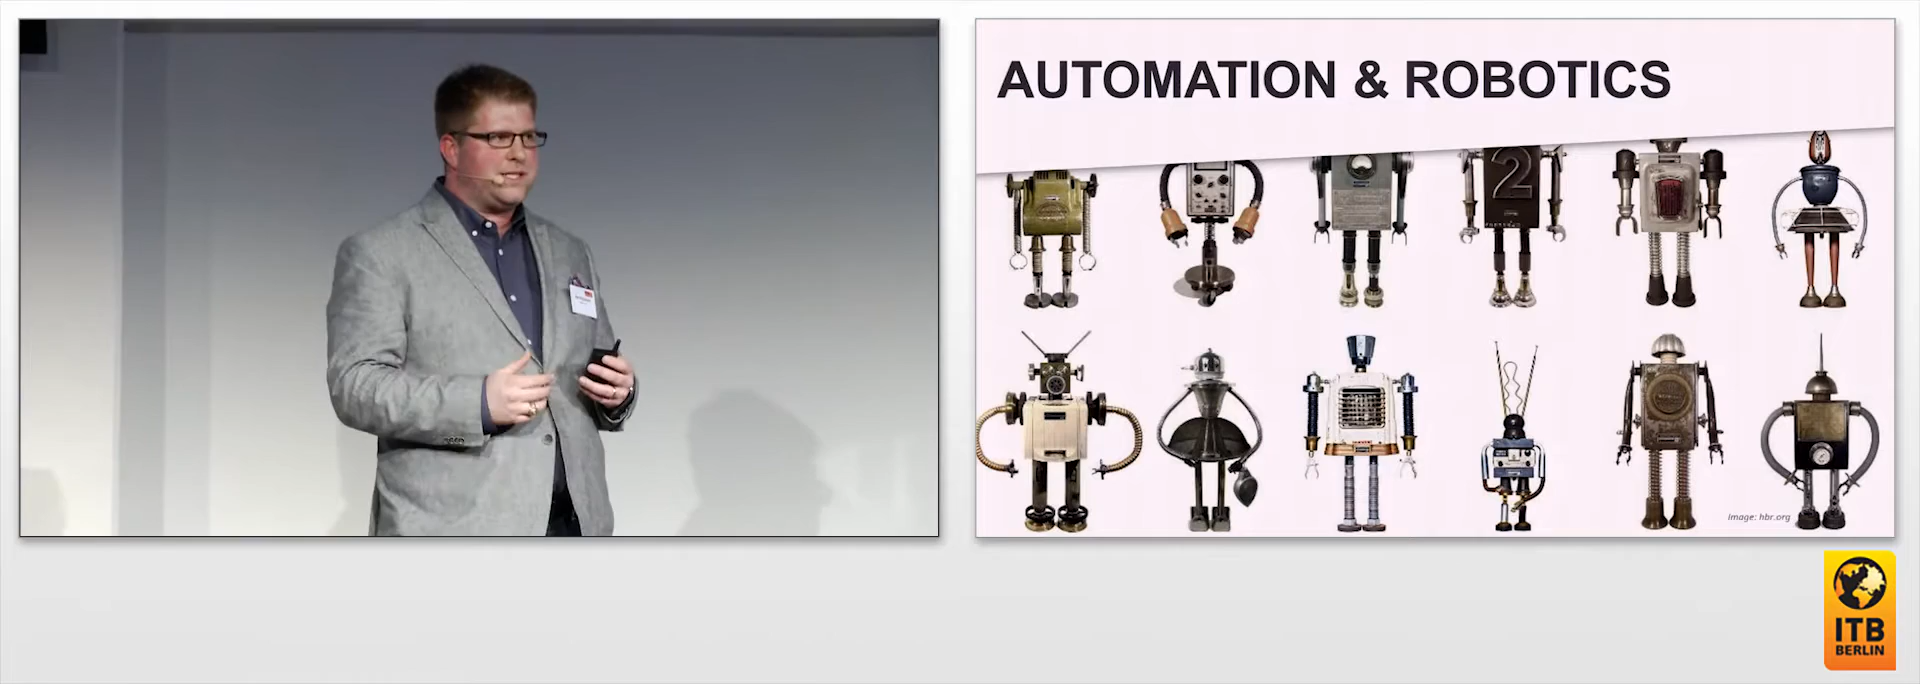 AUTOMATION & ROBOTICS
2
Image: hbr.org
ITB
BERLIN